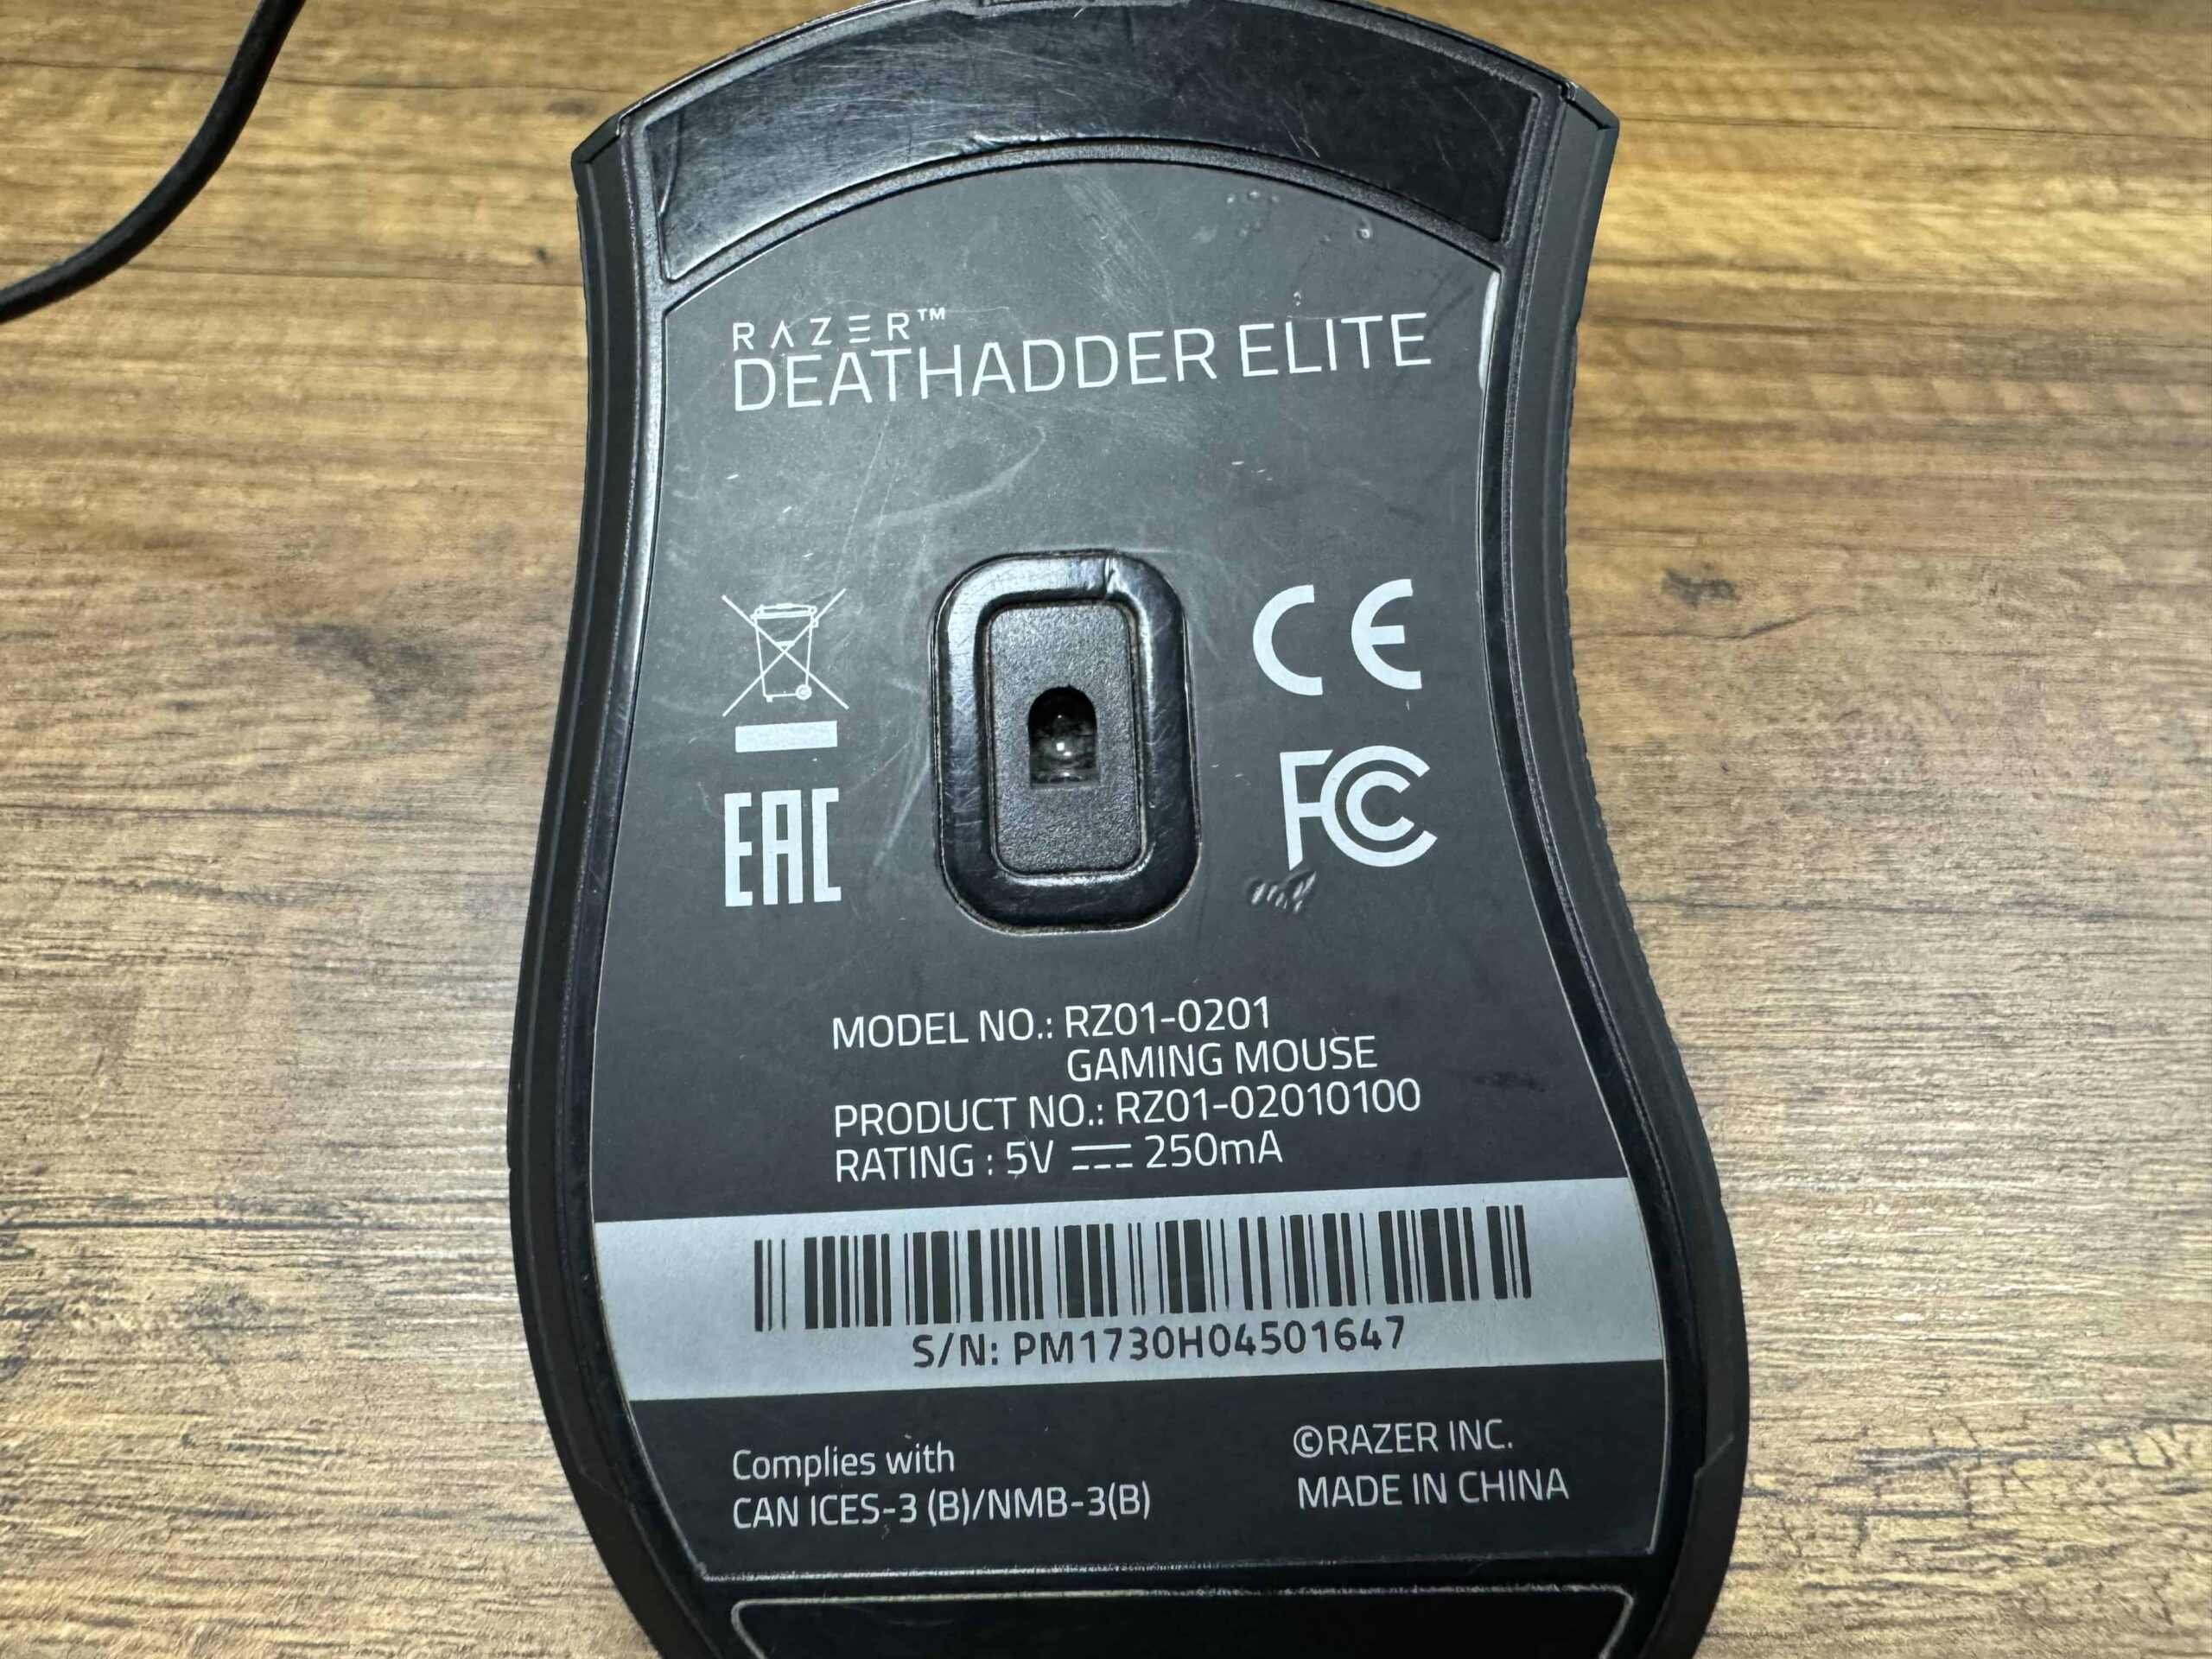 RAZER™
DEATHADDER ELITE
CE
EAC
FC
MODEL NO.: RZ01-0201
GAMING MOUSE
PRODUCT NO.: RZ01-02010100
RATING : 5V ⎓ 250mA
S/N: PM1730H04501647
Complies with
CAN ICES-3 (B)/NMB-3(B)
©RAZER INC.
MADE IN CHINA